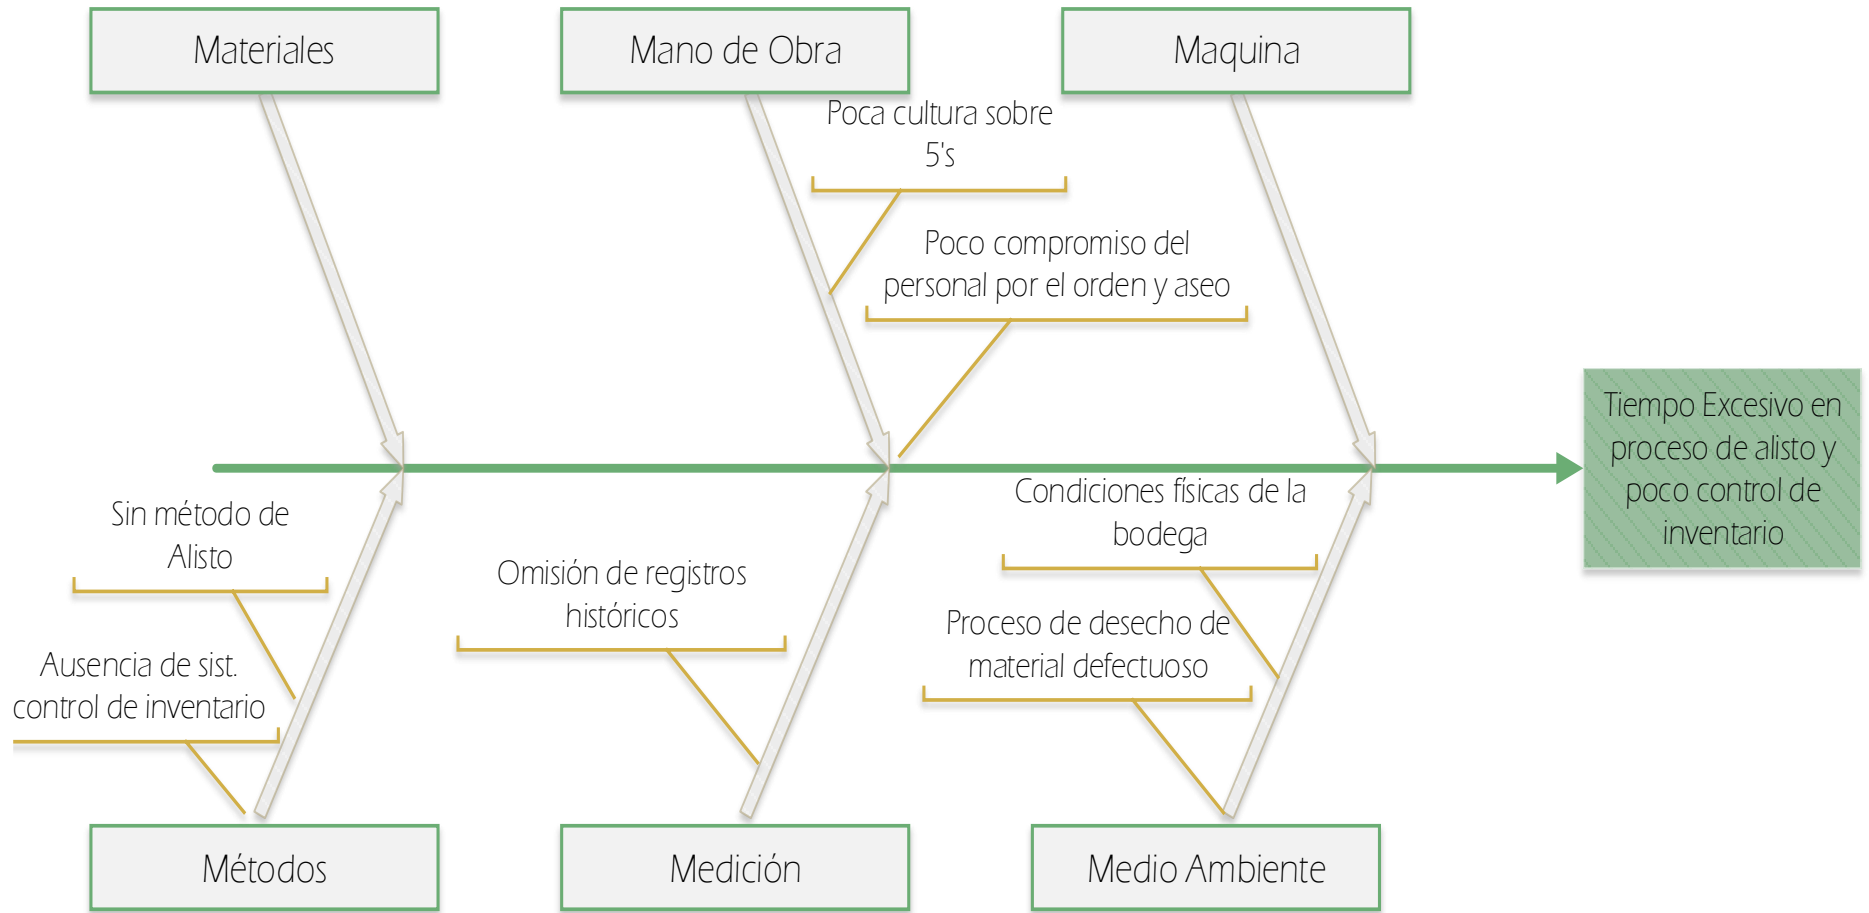 Materiales
Mano de Obra
Maquina
Poca cultura sobre
5's
Poco compromiso del
personal por el orden y aseo
Tiempo Excesivo en
proceso de alisto y
poco control de
inventario
Sin método de
Alisto
Ausencia de sist.
control de inventario
Omisión de registros
históricos
Condiciones físicas de la
bodega
Proceso de desecho de
material defectuoso
Métodos
Medición
Medio Ambiente